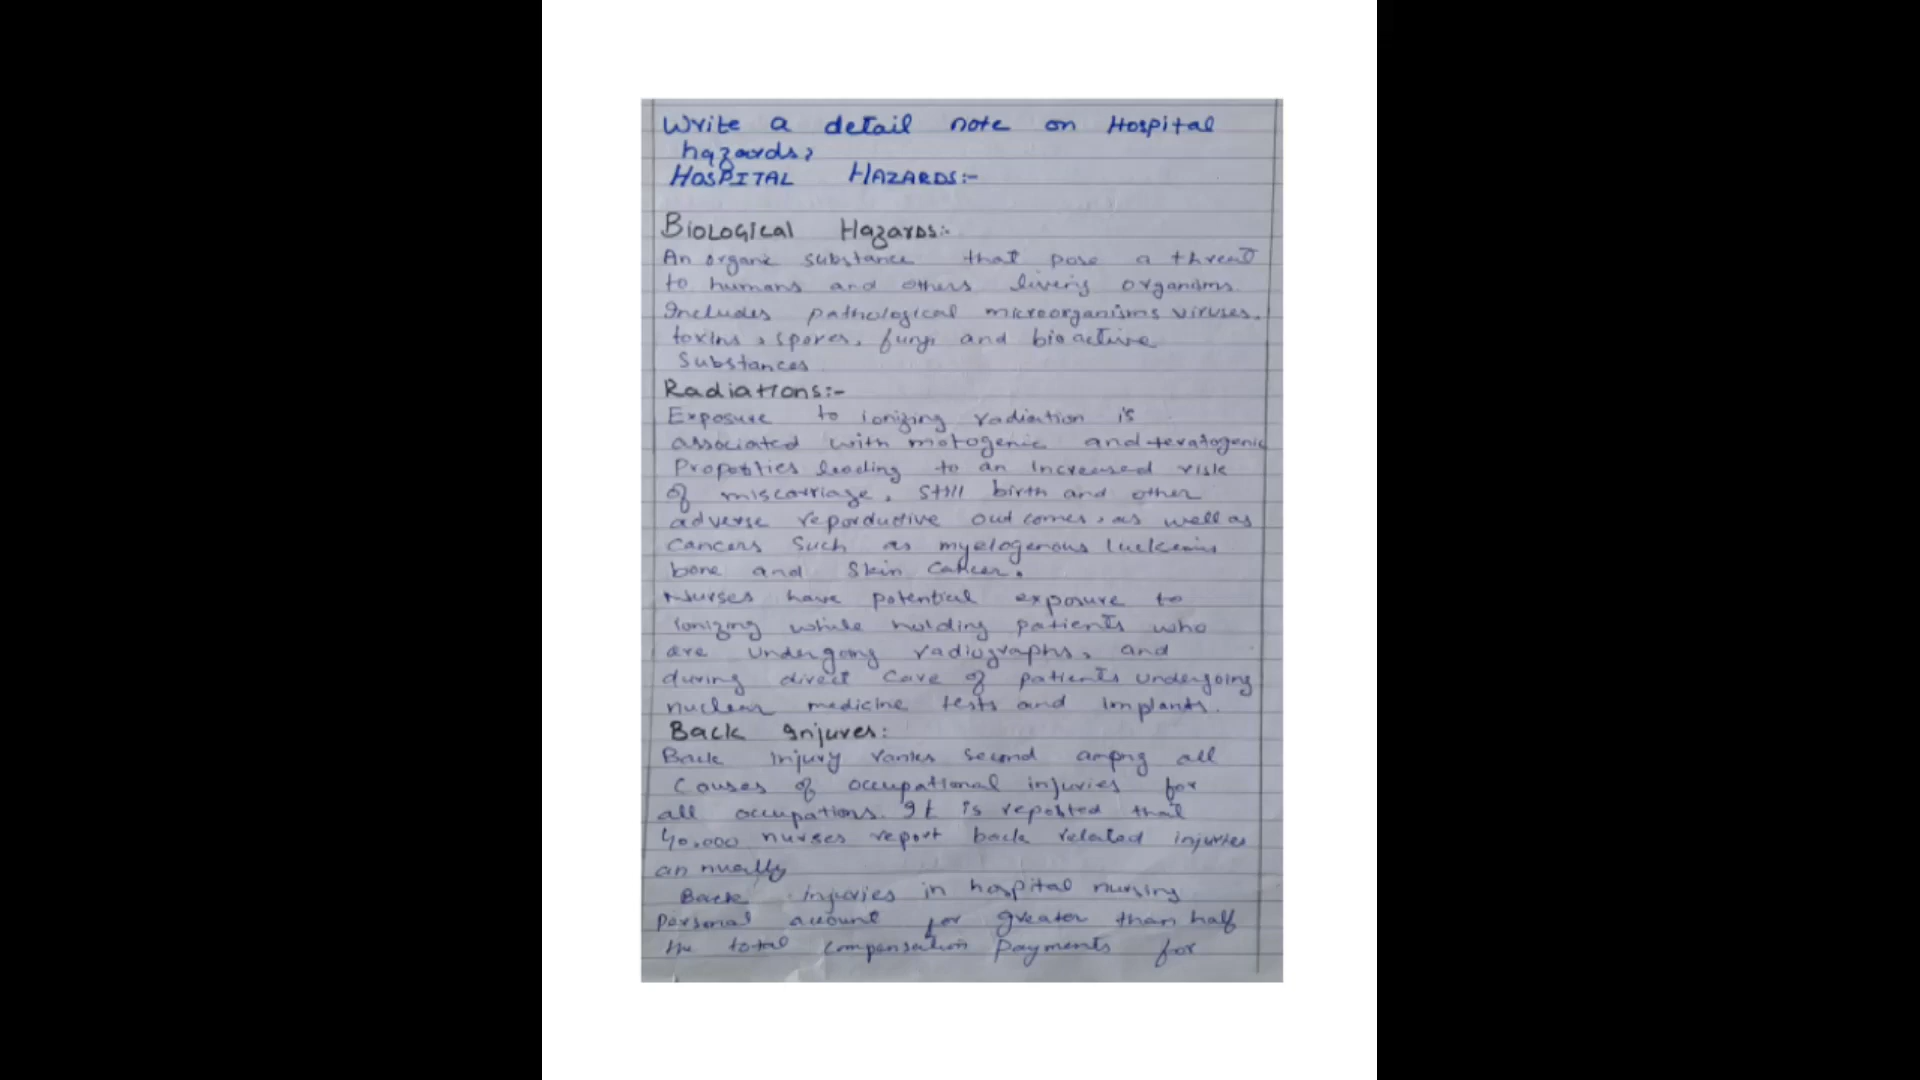 Write a detail note on Hospital
hazards?
HOSPITAL HAZARDS:-
BIOLOGICAL HAZARDS:-
An organic substance that pose a threat
to humans and others living organisms.
Includes pathological microorganisms viruses,
toxins, spores, fungi and bioactive
Substances
Radiations:-
Exposure to ionizing radiation is
associated with motogenic and teratogenic
Properties leading to an increased risk
of miscarriage, still birth and other
adverse reporductive outcomes, as well as
cancers such as myelogenous luckemis
bone and skin cancer.
Nurses have potential exposure to
ionizing while holding patients who
are undergoing radiographs, and
during direct care of patients undergoing
nuclear medicine tests and implants.
Back Injures:
Back injury ranks second among all
Causes of occupational injuries for
all occupations. It is reported that
40,000 nurses report back related injuries
annually
Back injuries in hospital nursing
personal account for greater than half
the total compensation payments for